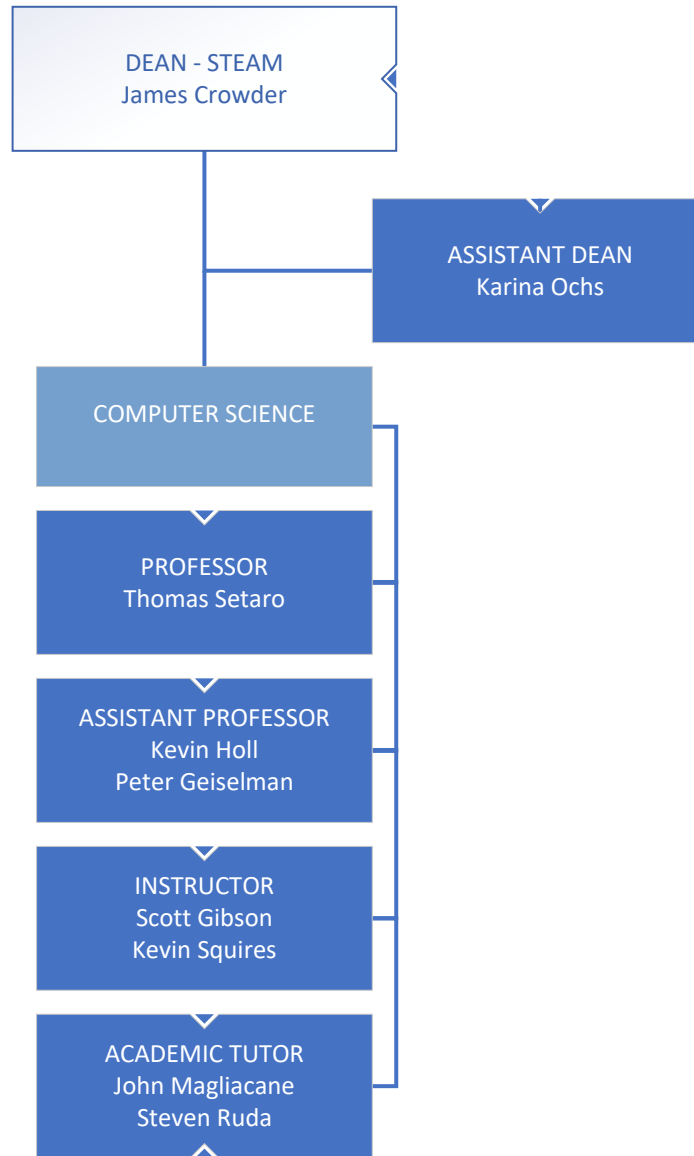 DEAN - STEAM
James Crowder
ASSISTANT DEAN
Karina Ochs
COMPUTER SCIENCE
PROFESSOR
Thomas Setaro
ASSISTANT PROFESSOR
Kevin Holl
Peter Geiselman
INSTRUCTOR
Scott Gibson
Kevin Squires
ACADEMIC TUTOR
John Magliacane
Steven Ruda